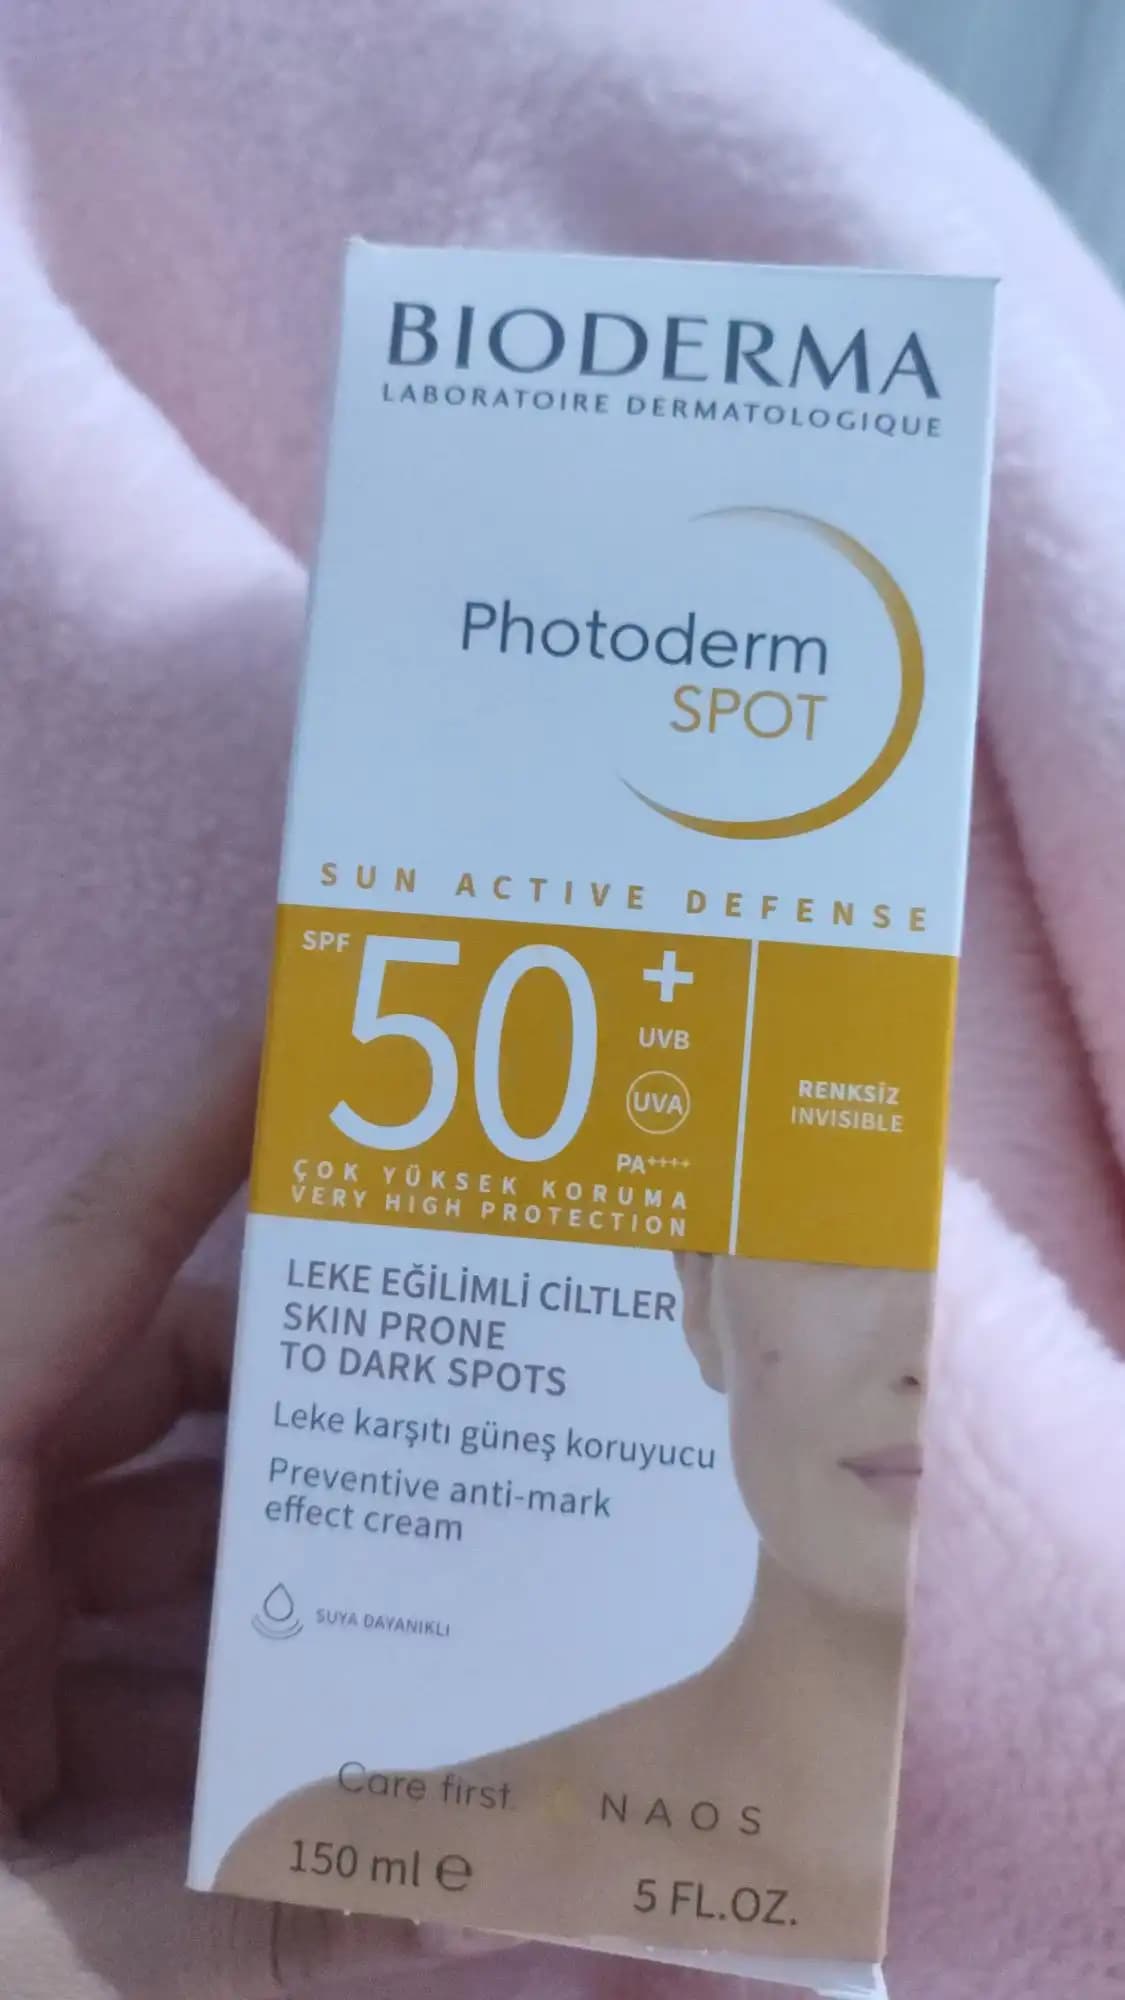 BIODERMA
LABORATOIRE DERMATOLOGIQUE
Photoderm
SPOT
SUN ACTIVE DEFENSE
SPF 50+
UVB
UVA
PA++++
ÇOK YÜKSEK KORUMA
VERY HIGH PROTECTION
RENKSİZ
INVISIBLE
LEKE EĞİLİMLİ CİLTLER
SKIN PRONE
TO DARK SPOTS
Leke karşıtı güneş koruyucu
Preventive anti-mark
effect cream
SUYA DAYANIKLI
Care first.
NAOS
150 ml e
5 FL.OZ.